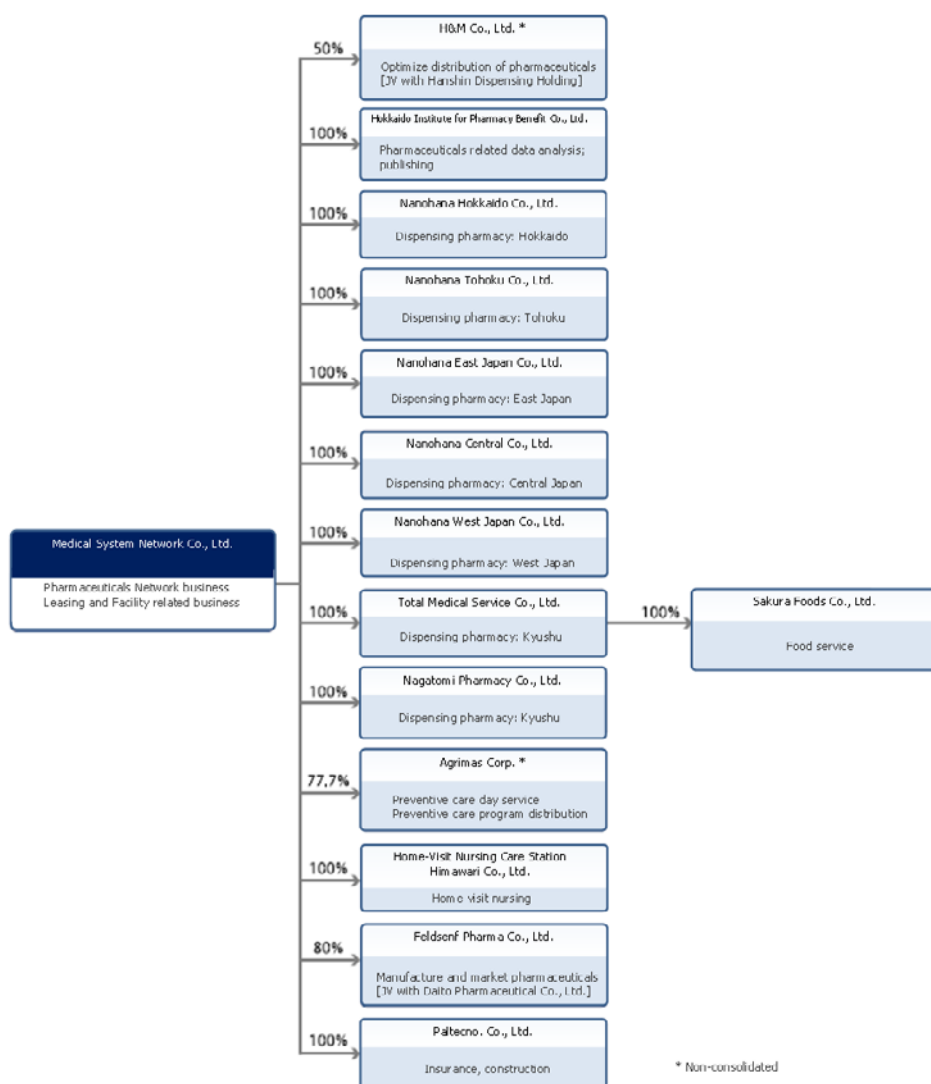 H&M Co., Ltd. *
50%
Optimize distribution of pharmaceuticals
[JV with Hanshin Dispensing Holding]
Hokkaido Institute for Pharmacy Benefit Co., Ltd.
100%
Pharmaceuticals related data analysis;
publishing
Nanohana Hokkaido Co., Ltd.
100%
Dispensing pharmacy: Hokkaido
Nanohana Tohoku Co., Ltd.
100%
Dispensing pharmacy: Tohoku
Nanohana East Japan Co., Ltd.
100%
Dispensing pharmacy: East Japan
Nanohana Central Co., Ltd.
100%
Dispensing pharmacy: Central Japan
Nanohana West Japan Co., Ltd.
100%
Dispensing pharmacy: West Japan
Medical System Network Co., Ltd.
Pharmaceuticals Network business
Leasing and Facility related business
Total Medical Service Co., Ltd.
100%
Dispensing pharmacy: Kyushu
100%
Sakura Foods Co., Ltd.
Food service
Nagatomi Pharmacy Co., Ltd.
100%
Dispensing pharmacy: Kyushu
Agrimas Corp. *
77.7%
Preventive care day service
Preventive care program distribution
Home-Visit Nursing Care Station
Himawari Co., Ltd.
100%
Home visit nursing
Feldsenf Pharma Co., Ltd.
80%
Manufacture and market pharmaceuticals
[JV with Daito Pharmaceutical Co., Ltd.]
Paltecno. Co., Ltd.
100%
Insurance, construction
* Non-consolidated